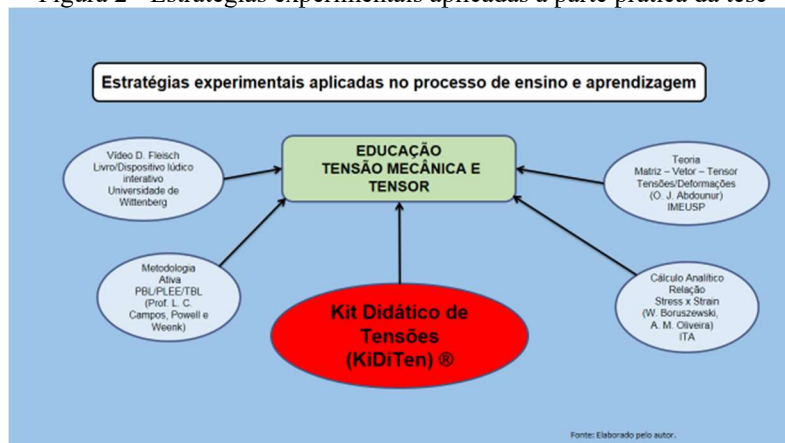 Figura 2 - Estratégias experimentais aplicadas à parte prática da tese
Estratégias experimentais aplicadas no processo de ensino e aprendizagem
Vídeo D. Fleisch
Livro/Dispositivo lúdico
interativo
Universidade de
Wittenberg
EDUCAÇÃO
TENSÃO MECÂNICA E
TENSOR
Teoria
Matriz – Vetor – Tensor
Tensões/Deformações
(O. J. Abdounur)
IMEUSP
Metodologia
Ativa
PBL/PLEE/TBL
(Prof. L. C.
Campos, Powell e
Weenk)
Kit Didático de
Tensões
(KiDiTen) ®
Cálculo Analítico
Relação
Stress x Strain
(W. Boruszewski,
A. M. Oliveira)
ITA
Fonte: Elaborado pelo autor.